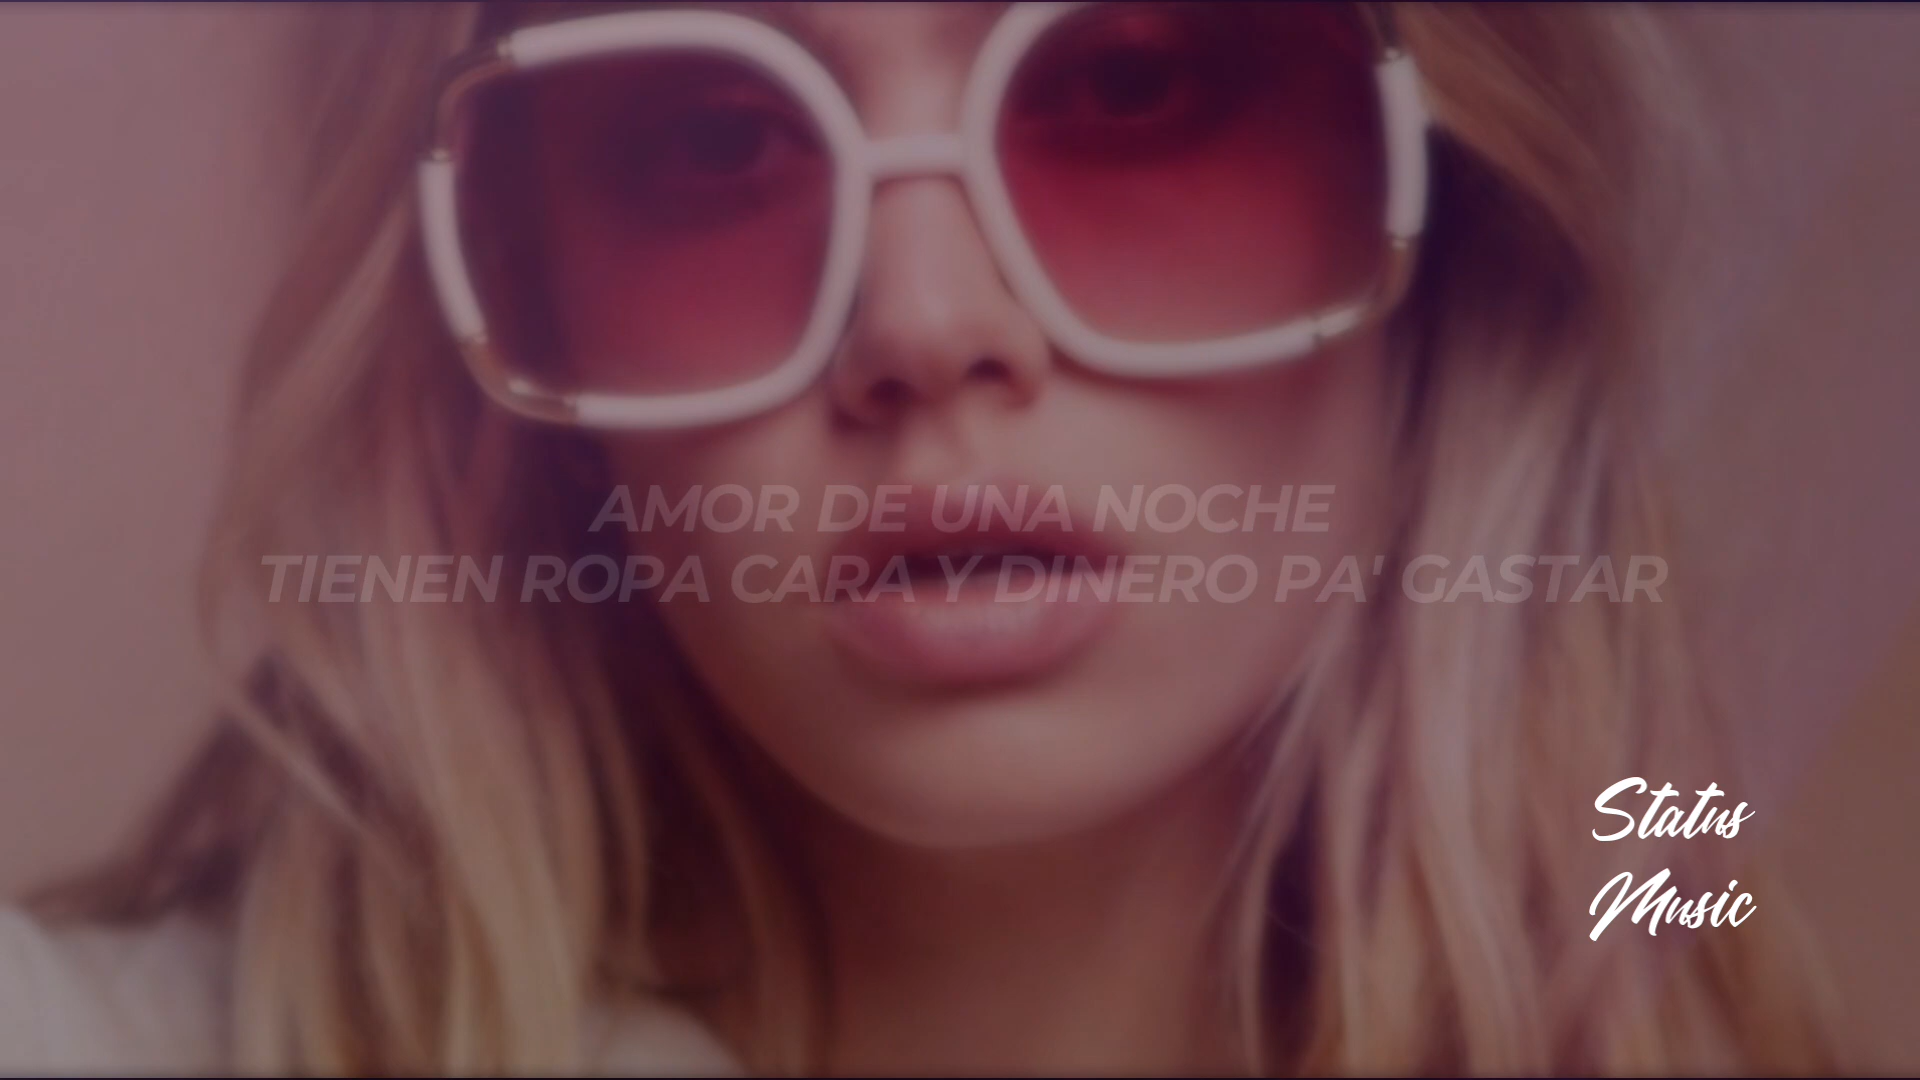 AMOR DE UNA NOCHE
TIENEN ROPA CARA Y DINERO PA' GASTAR
Status
Music